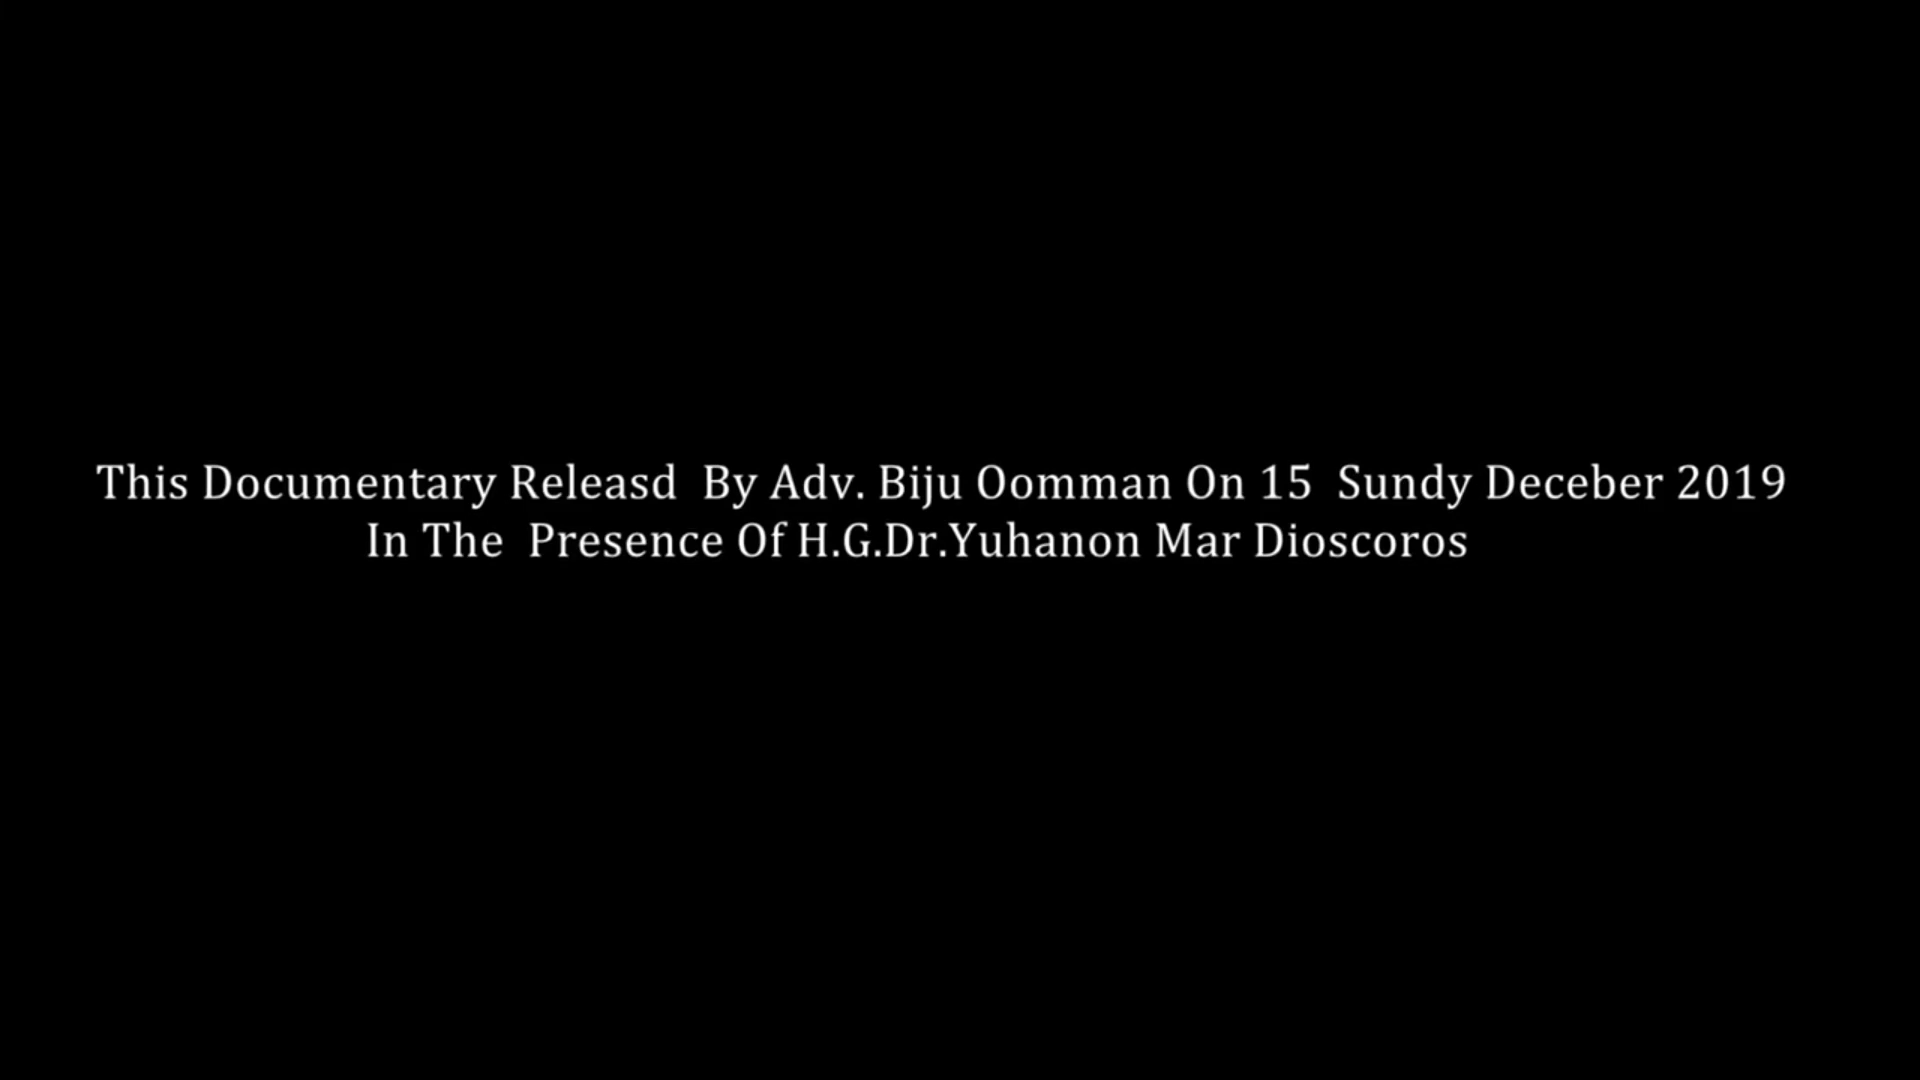 This Documentary Releasd  By Adv. Biju Oomman On 15  Sundy Deceber 2019
In The  Presence Of H.G.Dr.Yuhanon Mar Dioscoros